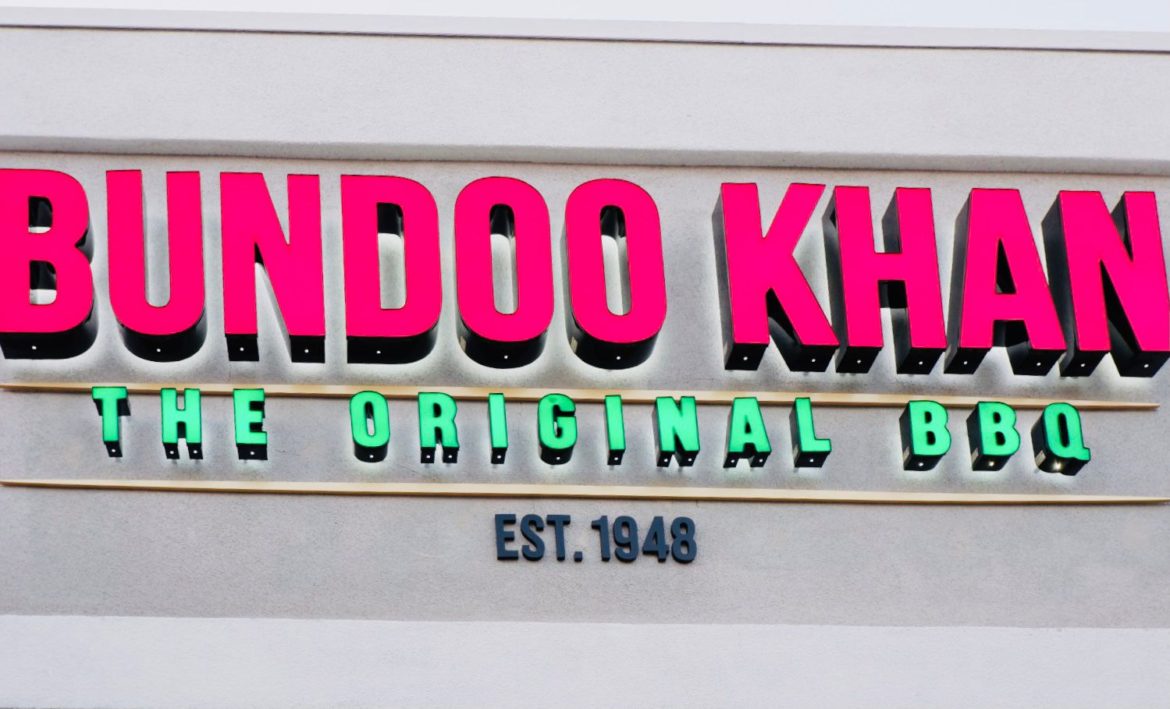 BUNDOO KHAN
THE ORIGINAL BBQ
EST. 1948